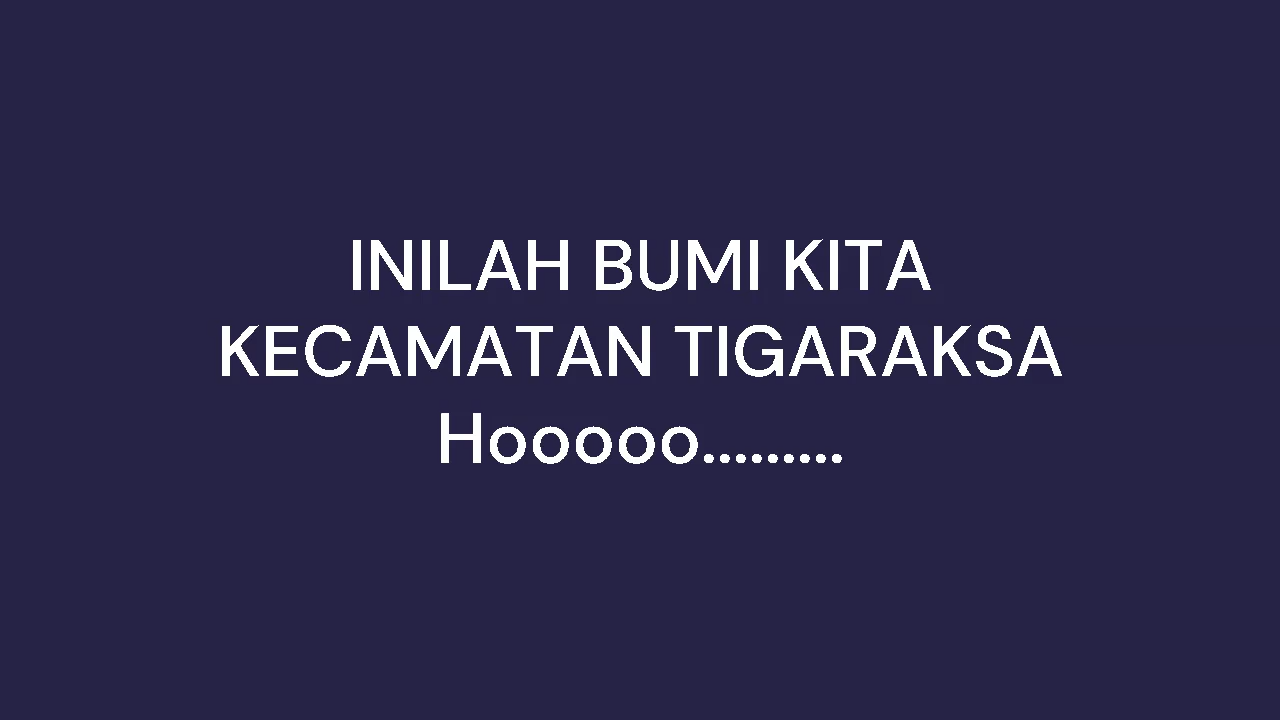 INILAH BUMI KITA
KECAMATAN TIGARAKSA
Hooooo.........